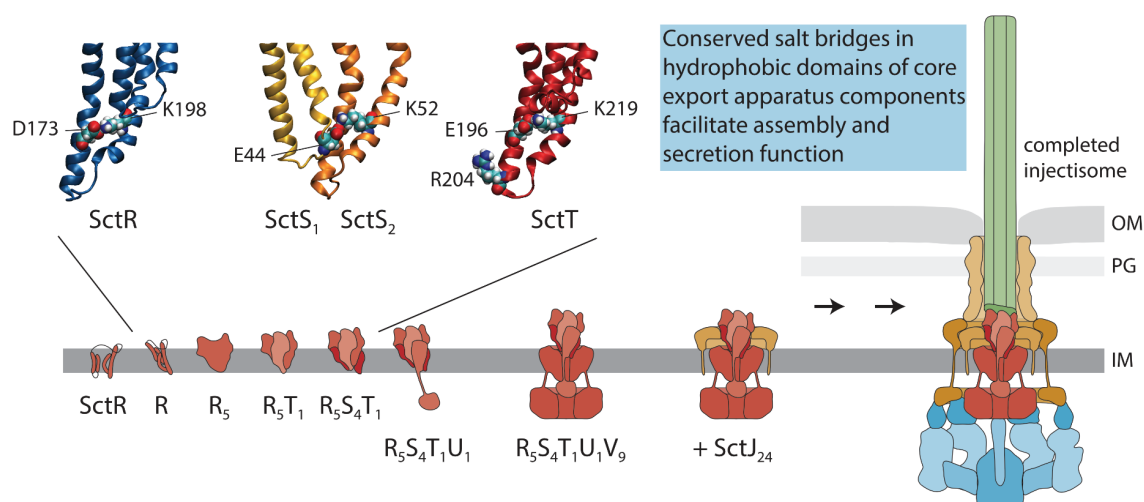 D173
K198
SctR
E44
K52
SctS₁
SctS₂
E196
K219
R204
SctT
Conserved salt bridges in
hydrophobic domains of core
export apparatus components
facilitate assembly and
secretion function
completed
injectisome
OM
PG
IM
SctR
R
R₅
R₅T₁
R₅S₄T₁
R₅S₄T₁U₁
R₅S₄T₁U₁V₉
+ SctJ₂₄